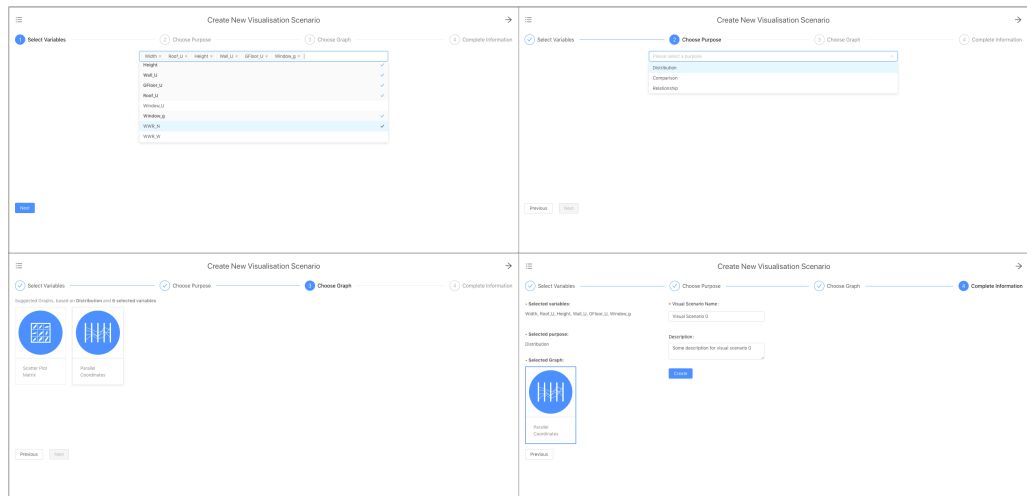 Create New Visualisation Scenario
1 Select Variables 2 Choose Purpose 3 Choose Graph 4 Complete Information
Width × Roof_U × Height × Wall_U × GFloor_U × Window_g ×
Height
Wall_U
GFloor_U
Roof_U
Window_U
Window_g
WWR_N
WWR_W
Next
Create New Visualisation Scenario
Select Variables 2 Choose Purpose 3 Choose Graph 4 Complete Information
Please select a purpose
Distribution
Comparison
Relationship
Previous Next
Create New Visualisation Scenario
Select Variables Choose Purpose 3 Choose Graph 4 Complete Information
Suggested Graphs, based on Distribution and 6 selected variables
Scatter Plot
Matrix
Parallel
Coordinates
Previous Next
Create New Visualisation Scenario
Select Variables Choose Purpose Choose Graph 4 Complete Information
- Selected variables:
Width, Roof_U, Height, Wall_U, GFloor_U, Window_g
- Selected purpose:
Distribution
- Selected Graph:
Parallel
Coordinates
Previous
* Visual Scenario Name:
Visual Scenario 0
Description:
Some description for visual scenario 0
Create